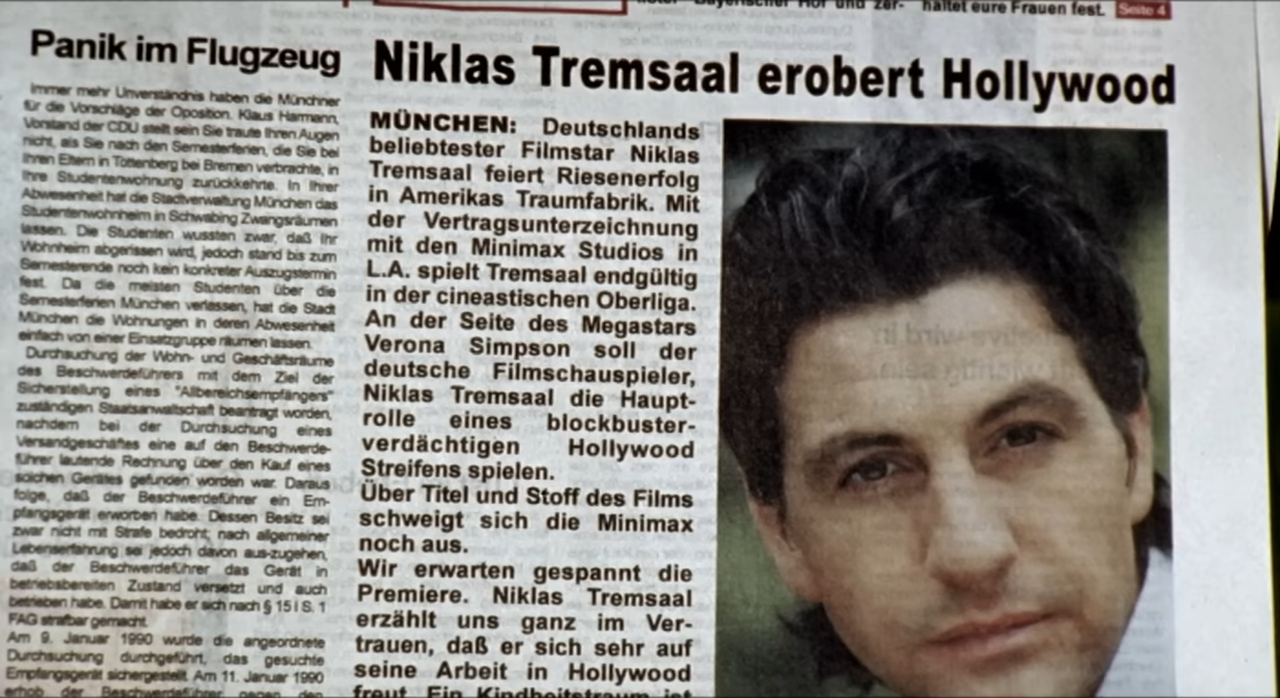 Bayerischer Hof und zer-
haltet eure Frauen fest. Seite 4
Panik im Flugzeug
Immer mehr Unverständnis haben die Münchner
für die Vorschläge der Oposition. Klaus Harmann,
Vorstand der CDU stellt sein Sie traute Ihren Augen
nicht, als Sie nach den Semesterferien, die Sie bei
Ihren Eltern in Tottenberg bei Bremen verbrachte, in
Ihre Studentenwohnung zurückkehrte. In Ihrer
Abwesenheit hat die Stadtverwaltung München das
Studentenwohnheim in Schwabing Zwangsräumen
lassen. Die Studenten wussten zwar, daß Ihr
Wohnheim abgerissen wird, jedoch stand bis zum
Semesterende noch kein konkreter Auszugstermin
fest. Da die meisten Studenten über die
Semesterferien München verlassen, hat die Stadt
München die Wohnungen in deren Abwesenheit
einfach von einer Einsatzgruppe räumen lassen.
Durchsuchung der Wohn- und Geschäftsräume
des Beschwerdeführers mit dem Ziel der
Sicherstellung eines "Allbereichsempfängers"
zuständigen Staatsanwaltschaft beantragt worden,
nachdem bei der Durchsuchung eines
Versandgeschäftes eine auf den Beschwerde-
führer lautende Rechnung über den Kauf eines
solchen Gerätes gefunden worden war. Daraus
folge, daß der Beschwerdeführer ein Em-
pfangsgerät erworben habe. Dessen Besitz sei
zwar nicht mit Strafe bedroht; nach allgemeiner
Lebenserfahrung sei jedoch davon aus-zugehen,
daß der Beschwerdeführer das Gerät in
betriebsbereiten Zustand versetzt und auch
betrieben habe. Damit habe er sich nach § 15 I S. 1
FAG strafbar gemacht.
Am 9. Januar 1990 wurde die angeordnete
Durchsuchung durchgeführt, das gesuchte
Empfangsgerät sichergestellt. Am 11. Januar 1990
erhob der Beschwerdeführer gegen den
Niklas Tremsaal erobert Hollywood
MÜNCHEN: Deutschlands
beliebtester Filmstar Niklas
Tremsaal feiert Riesenerfolg
in Amerikas Traumfabrik. Mit
der Vertragsunterzeichnung
mit den Minimax Studios in
L.A. spielt Tremsaal endgültig
in der cineastischen Oberliga.
An der Seite des Megastars
Verona Simpson soll der
deutsche Filmschauspieler,
Niklas Tremsaal die Haupt-
rolle eines blockbuster-
verdächtigen Hollywood
Streifens spielen.
Über Titel und Stoff des Films
schweigt sich die Minimax
noch aus.
Wir erwarten gespannt die
Premiere. Niklas Tremsaal
erzählt uns ganz im Ver-
trauen, daß er sich sehr auf
seine Arbeit in Hollywood
freut. Ein Kindheitstraum ist